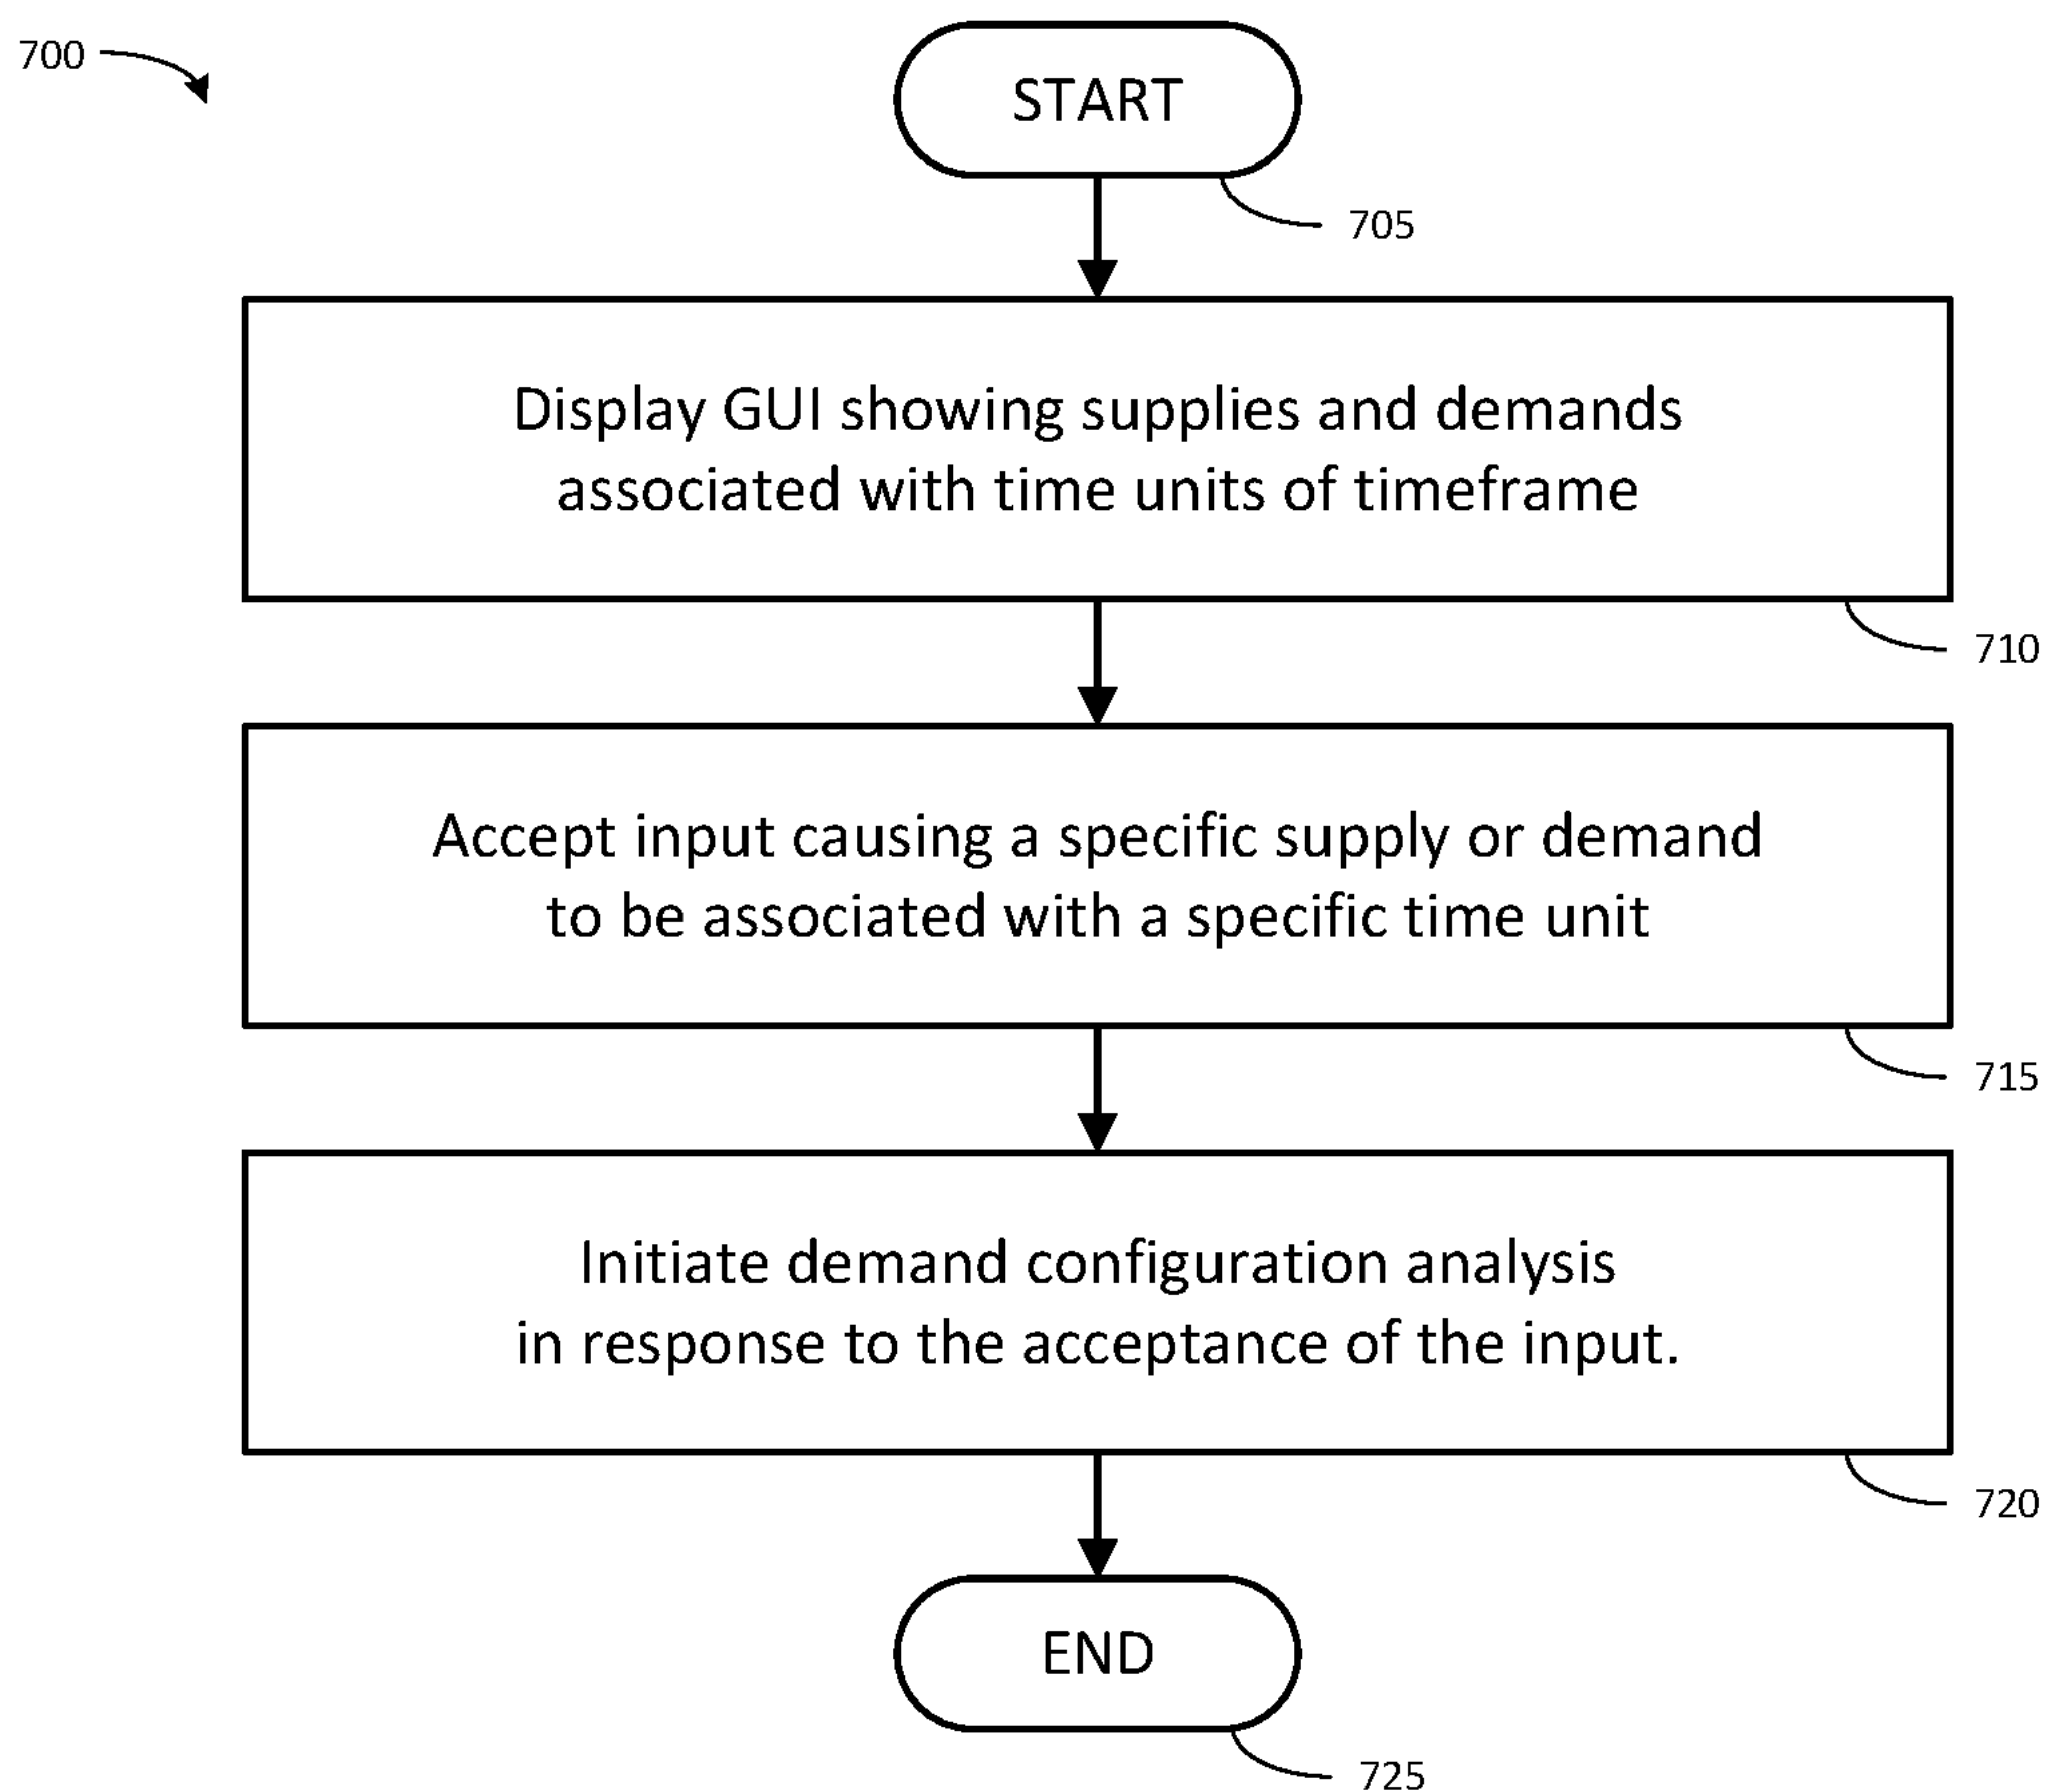 700
START
705
Display GUI showing supplies and demands
associated with time units of timeframe
710
Accept input causing a specific supply or demand
to be associated with a specific time unit
715
Initiate demand configuration analysis
in response to the acceptance of the input.
720
END
725